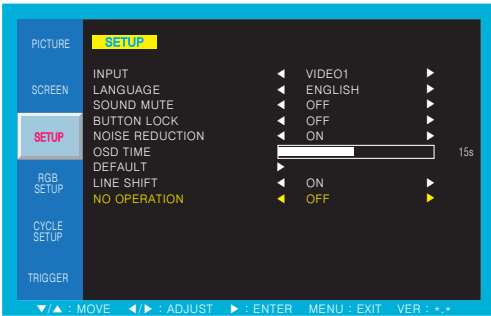 PICTURE
SCREEN
SETUP
RGB
SETUP
CYCLE
SETUP
TRIGGER
SETUP
INPUT ◀ VIDEO1 ▶
LANGUAGE ◀ ENGLISH ▶
SOUND MUTE ◀ OFF ▶
BUTTON LOCK ◀ OFF ▶
NOISE REDUCTION ◀ ON ▶
OSD TIME 15s
DEFAULT ▶
LINE SHIFT ◀ ON ▶
NO OPERATION ◀ OFF ▶
▼/▲ : MOVE ◀/▶ : ADJUST ▶ : ENTER MENU : EXIT VER : *.*